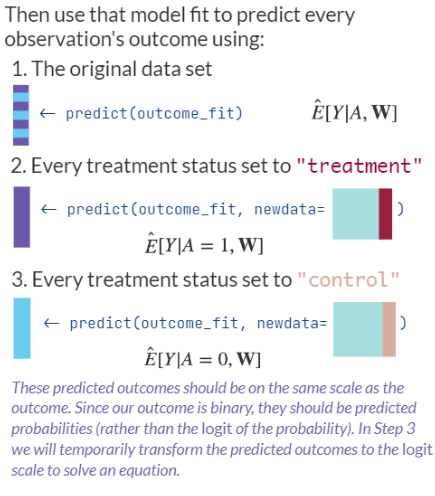 Then use that model fit to predict every
observation's outcome using:
1. The original data set
← predict(outcome_fit)    Ê[Y|A, W]
2. Every treatment status set to "treatment"
← predict(outcome_fit, newdata= )
Ê[Y|A = 1, W]
3. Every treatment status set to "control"
← predict(outcome_fit, newdata= )
Ê[Y|A = 0, W]
These predicted outcomes should be on the same scale as the
outcome. Since our outcome is binary, they should be predicted
probabilities (rather than the logit of the probability). In Step 3
we will temporarily transform the predicted outcomes to the logit
scale to solve an equation.